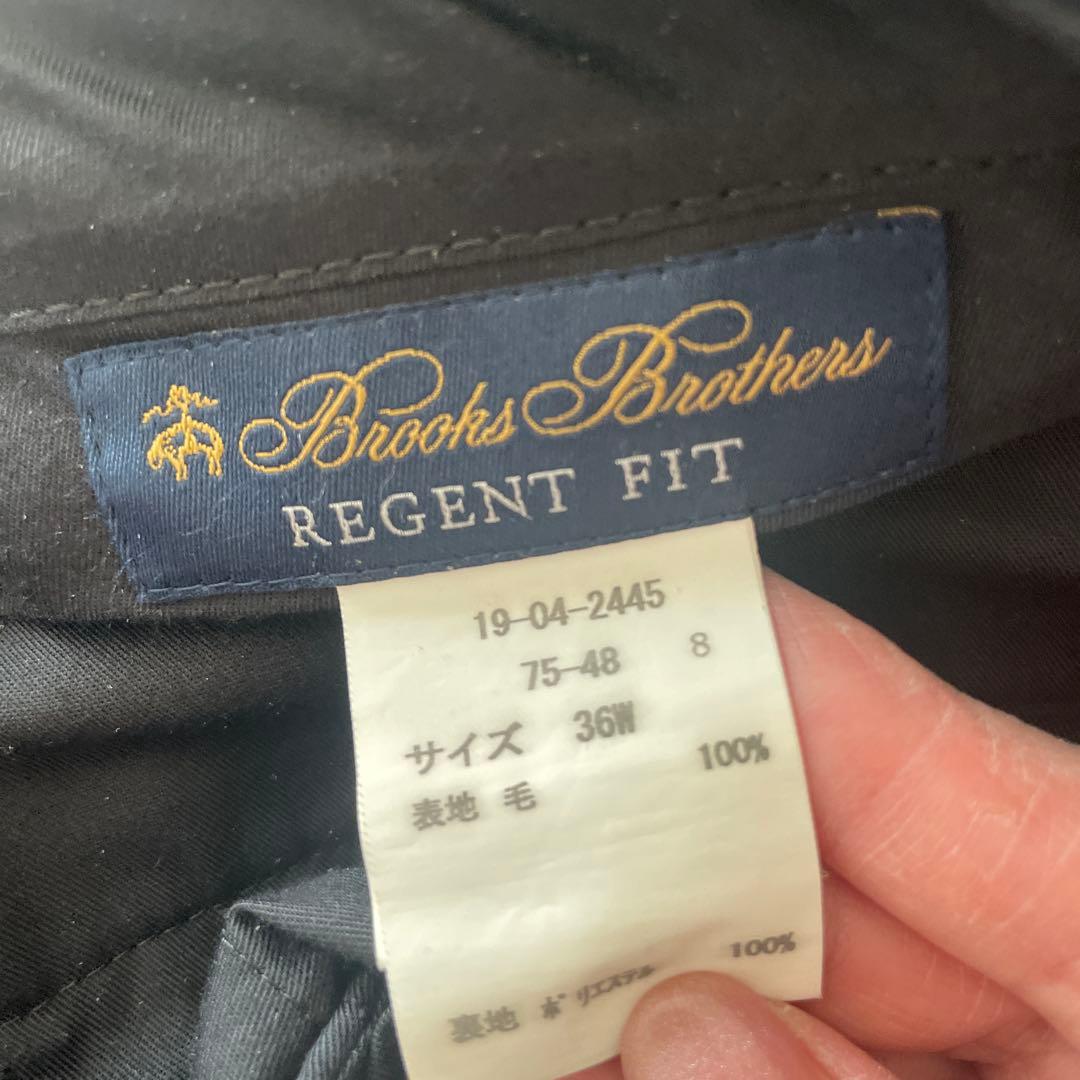 Brooks Brothers
REGENT FIT
19-04-2445
75-48 8
サイズ 36W
表地 毛 100%
裏地 ポリエステル 100%